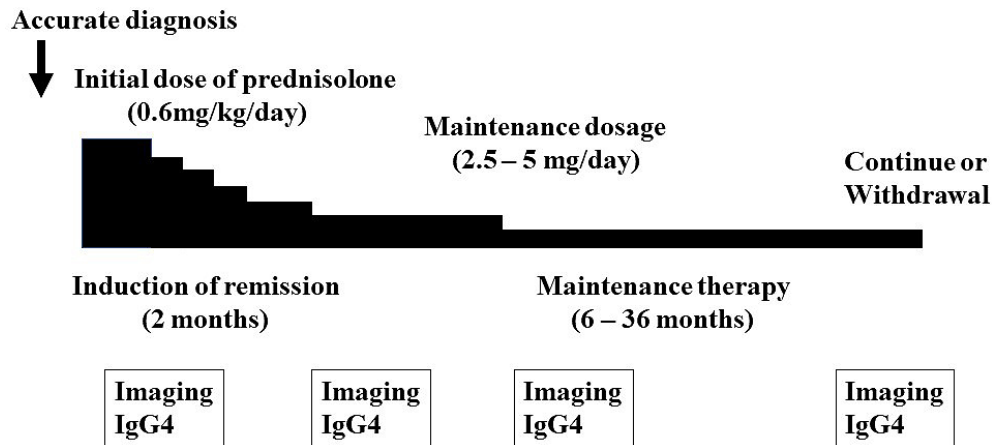 Accurate diagnosis
Initial dose of prednisolone
(0.6mg/kg/day)
Maintenance dosage
(2.5 – 5 mg/day)
Continue or
Withdrawal
Induction of remission
(2 months)
Maintenance therapy
(6 – 36 months)
Imaging
IgG4
Imaging
IgG4
Imaging
IgG4
Imaging
IgG4